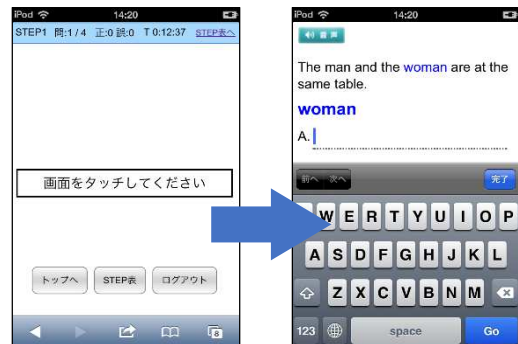 iPod 14:20
STEP1 問:1 / 4 正:0 誤:0 T 0:12:37 STEP表へ
画面をタッチしてください
トップへ STEP表 ログアウト
8
iPod 14:20
音声
The man and the woman are at the
same table.
woman
A.
前へ 次へ 完了
W E R T Y U I O P
A S D F G H J K L
Z X C V B N M
123 space Go